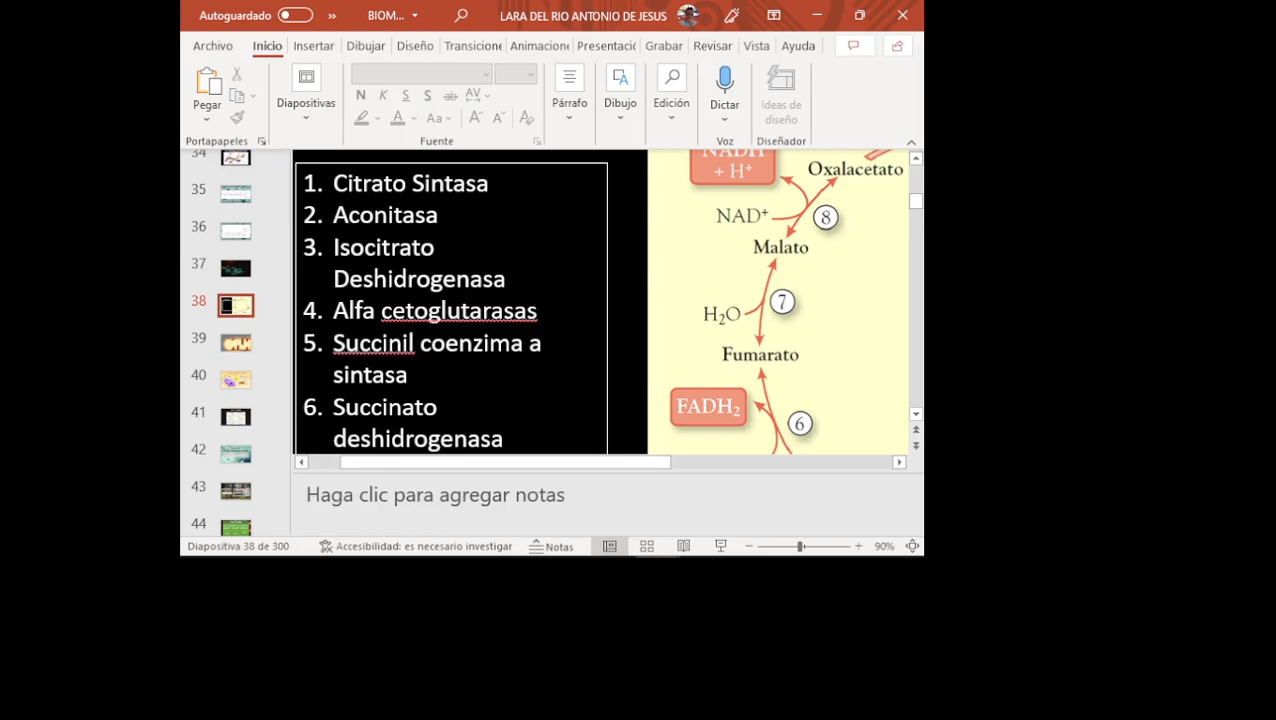 Autoguardado » BIOM... LARA DEL RIO ANTONIO DE JESUS
Archivo Inicio Insertar Dibujar Diseño Transicione Animacione Presentació Grabar Revisar Vista Ayuda
Pegar Diapositivas N K S S ab AV Aa A A Párrafo Dibujo Edición Dictar Ideas de
diseño
Portapapeles Fuente Voz Diseñador
34
35
36
37
38
39
40
41
42
43
44
1. Citrato Sintasa
2. Aconitasa
3. Isocitrato
Deshidrogenasa
4. Alfa cetoglutarasas
5. Succinil coenzima a
sintasa
6. Succinato
deshidrogenasa
NADH
+ H⁺
Oxalacetato
NAD⁺
8
Malato
7
H₂O
Fumarato
FADH₂
6
Haga clic para agregar notas
Diapositiva 38 de 300 Accesibilidad: es necesario investigar Notas 90%